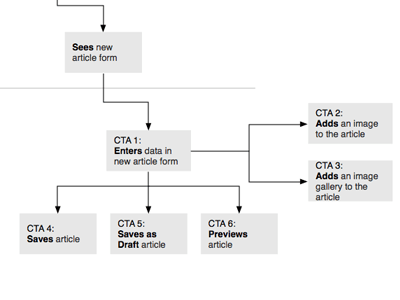 Sees new
article form
CTA 1:
Enters data in
new article form
CTA 2:
Adds an image
to the article
CTA 3:
Adds an image
gallery to the
article
CTA 4:
Saves article
CTA 5:
Saves as
Draft article
CTA 6:
Previews
article